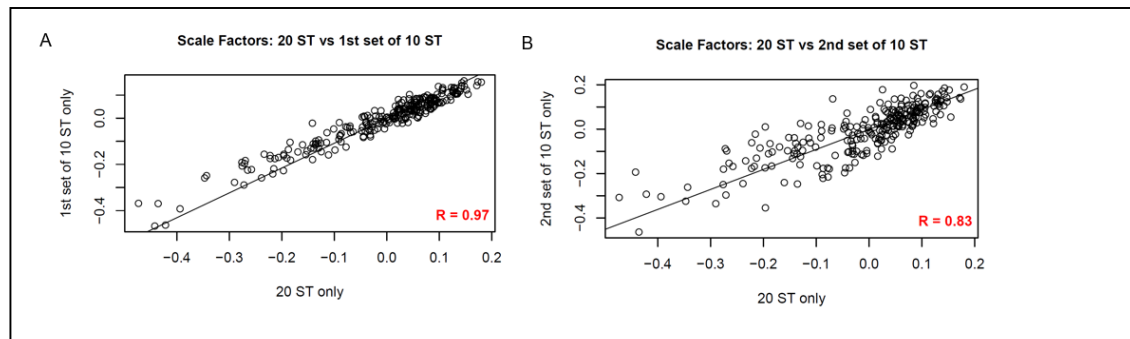 A
Scale Factors: 20 ST vs 1st set of 10 ST
1st set of 10 ST only
0.0
−0.2
−0.4
R = 0.97
−0.4 −0.3 −0.2 −0.1 0.0 0.1 0.2
20 ST only
B
Scale Factors: 20 ST vs 2nd set of 10 ST
2nd set of 10 ST only
0.2
0.0
−0.2
−0.4
R = 0.83
−0.4 −0.3 −0.2 −0.1 0.0 0.1 0.2
20 ST only